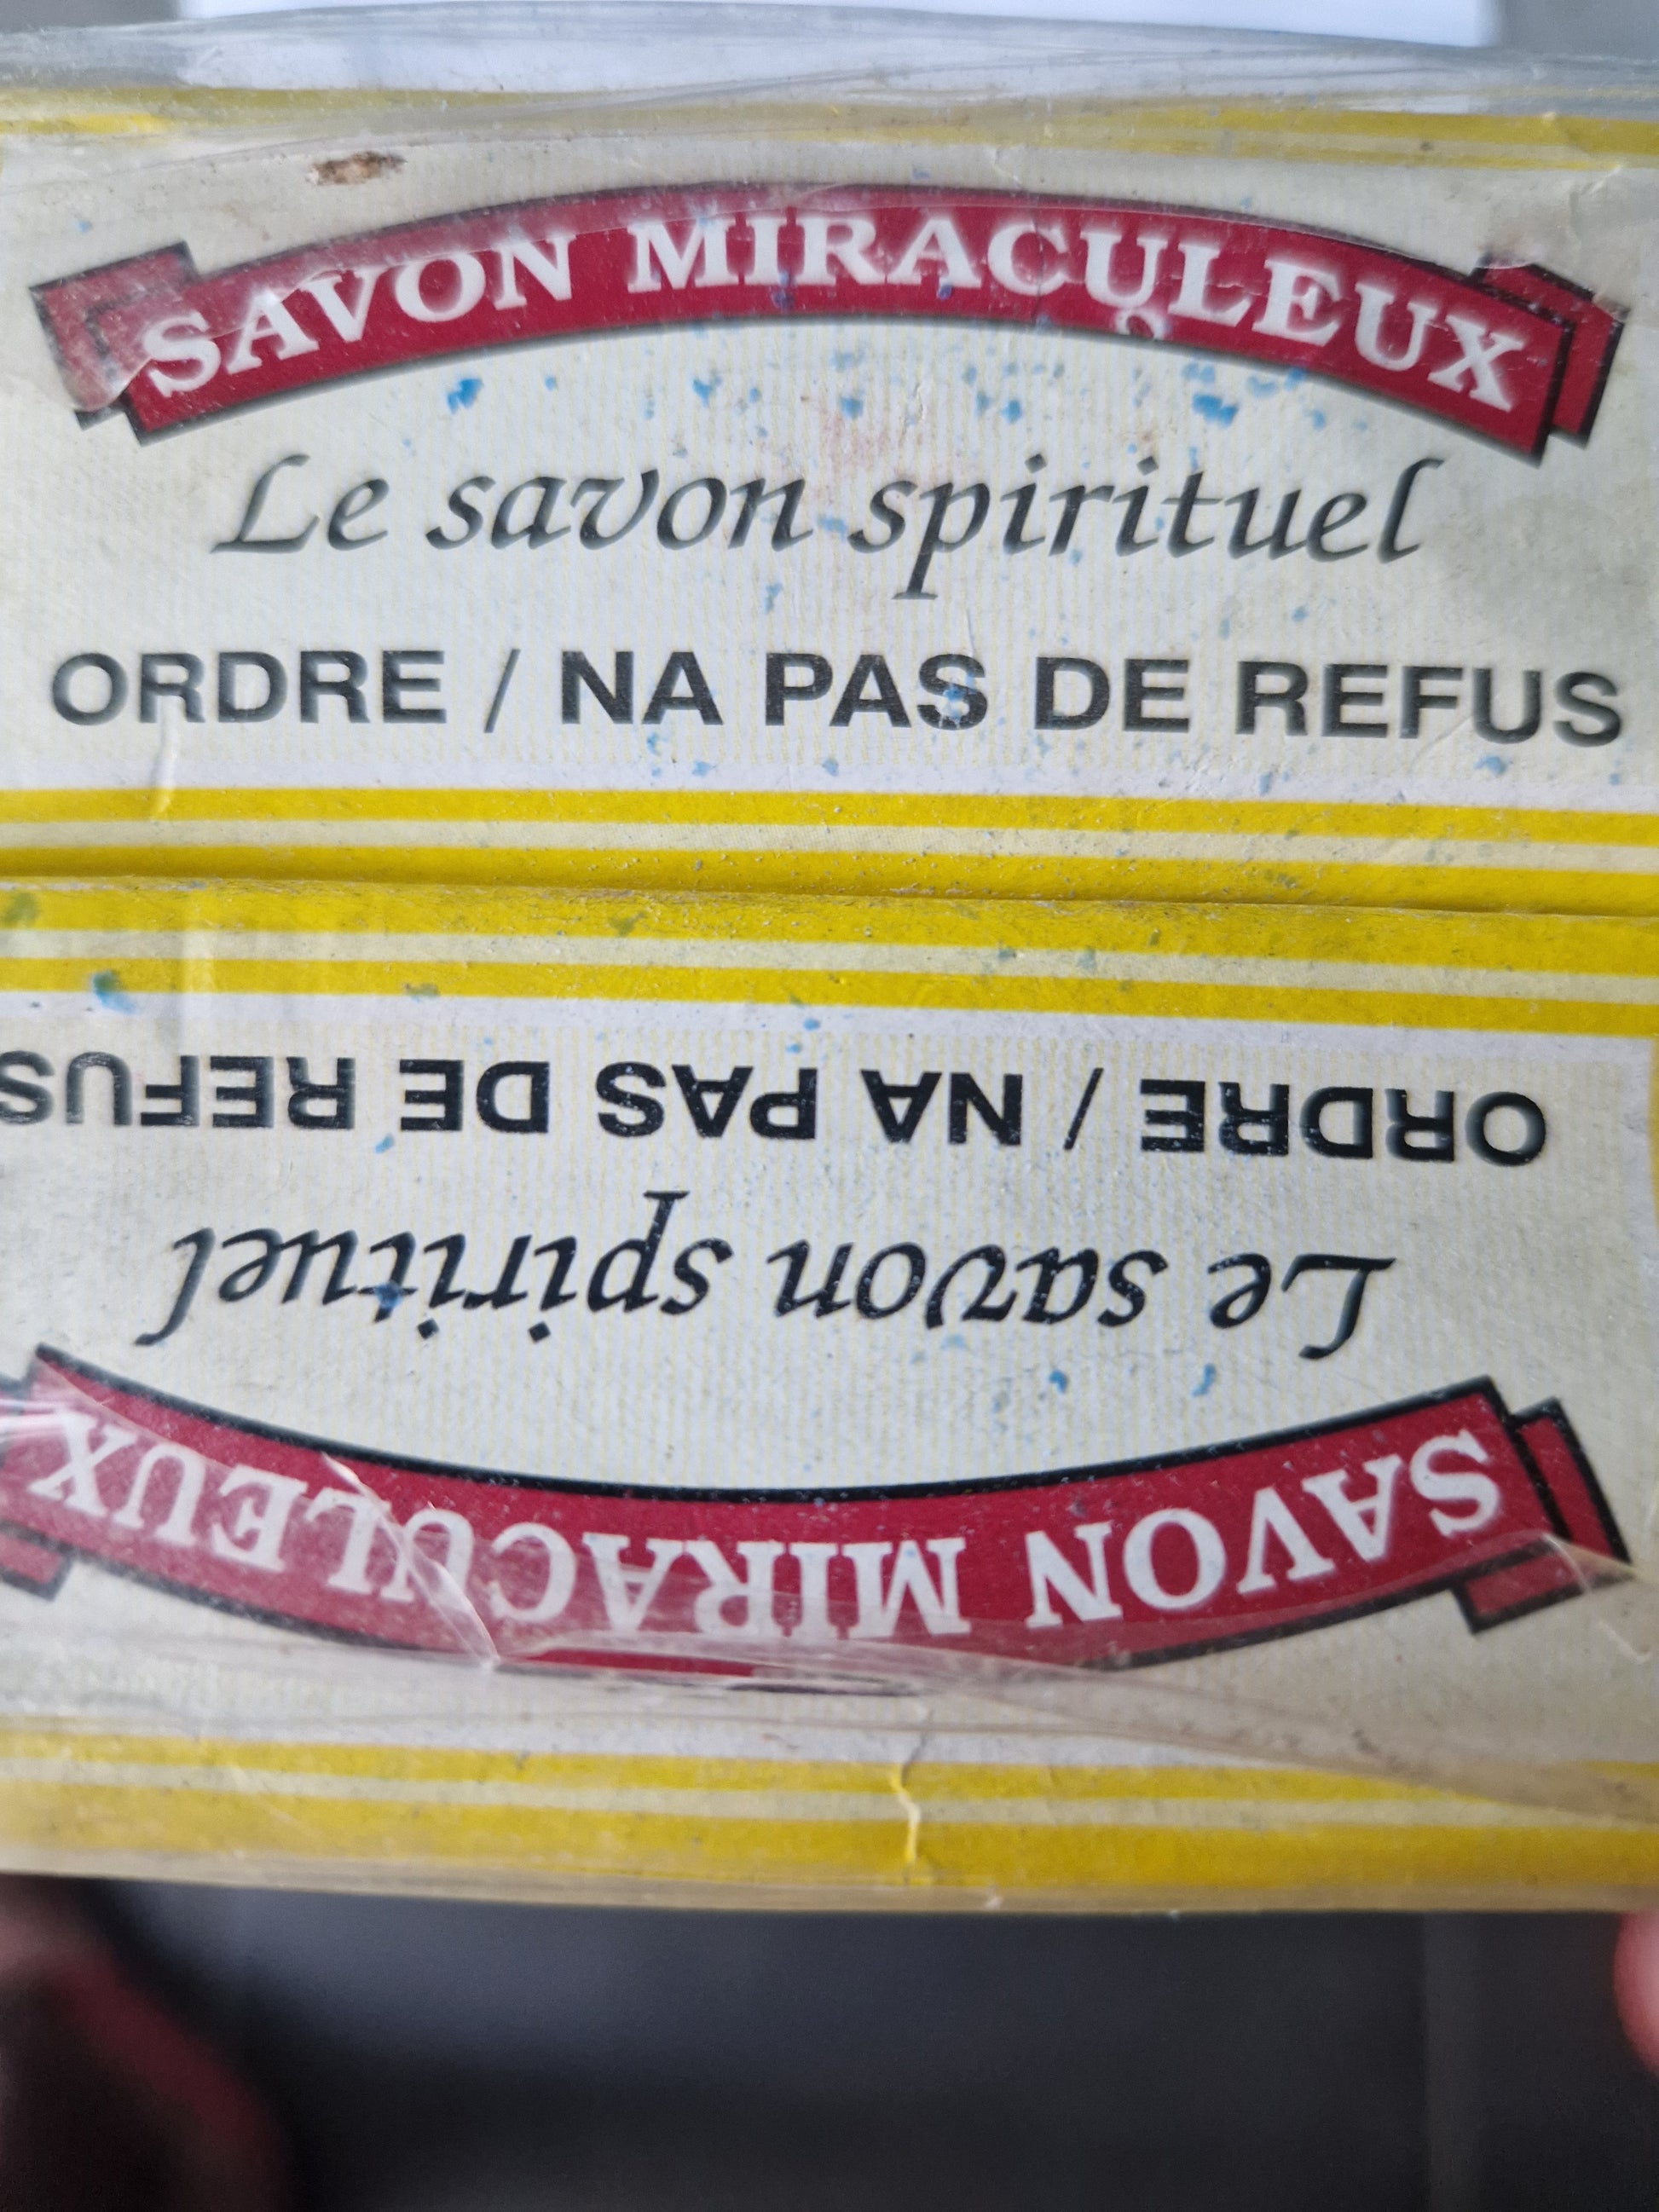 SAVON MIRACULEUX
Le savon spirituel
ORDRE / NA PAS DE REFUS
ORDRE / NA PAS DE REFUS
Le savon spirituel
SAVON MIRACULEUX